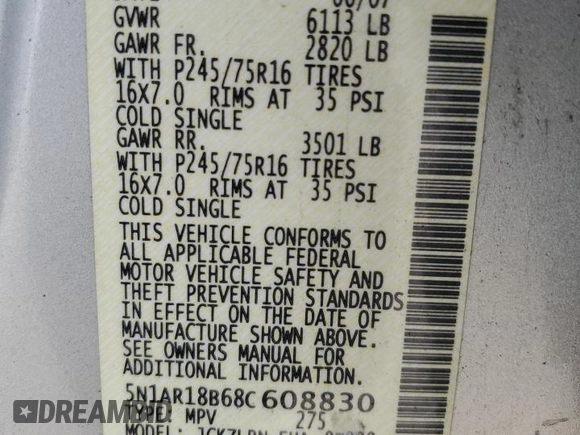 GVWR 6113 LB
GAWR FR. 2820 LB
WITH P245/75R16 TIRES
16X7.0 RIMS AT 35 PSI
COLD SINGLE
GAWR RR. 3501 LB
WITH P245/75R16 TIRES
16X7.0 RIMS AT 35 PSI
COLD SINGLE
THIS VEHICLE CONFORMS TO
ALL APPLICABLE FEDERAL
MOTOR VEHICLE SAFETY AND
THEFT PREVENTION STANDARDS
IN EFFECT ON THE DATE OF
MANUFACTURE SHOWN ABOVE.
SEE OWNERS MANUAL FOR
ADDITIONAL INFORMATION.
5N1AR18B68C608830
TYPE: MPV 275
DreamedCar.com